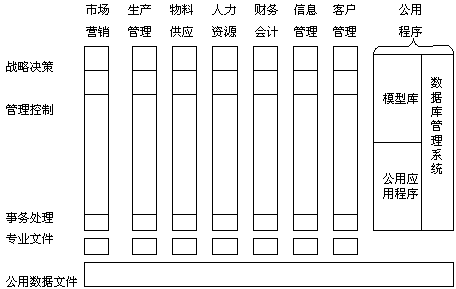 市场 生产 物料 人力 财务 信息 客户 公用
营销 管理 供应 资源 会计 管理 管理 程序
战略决策
管理控制
模型库
数据库管理系统
公用应
用程序
事务处理
专业文件
公用数据文件